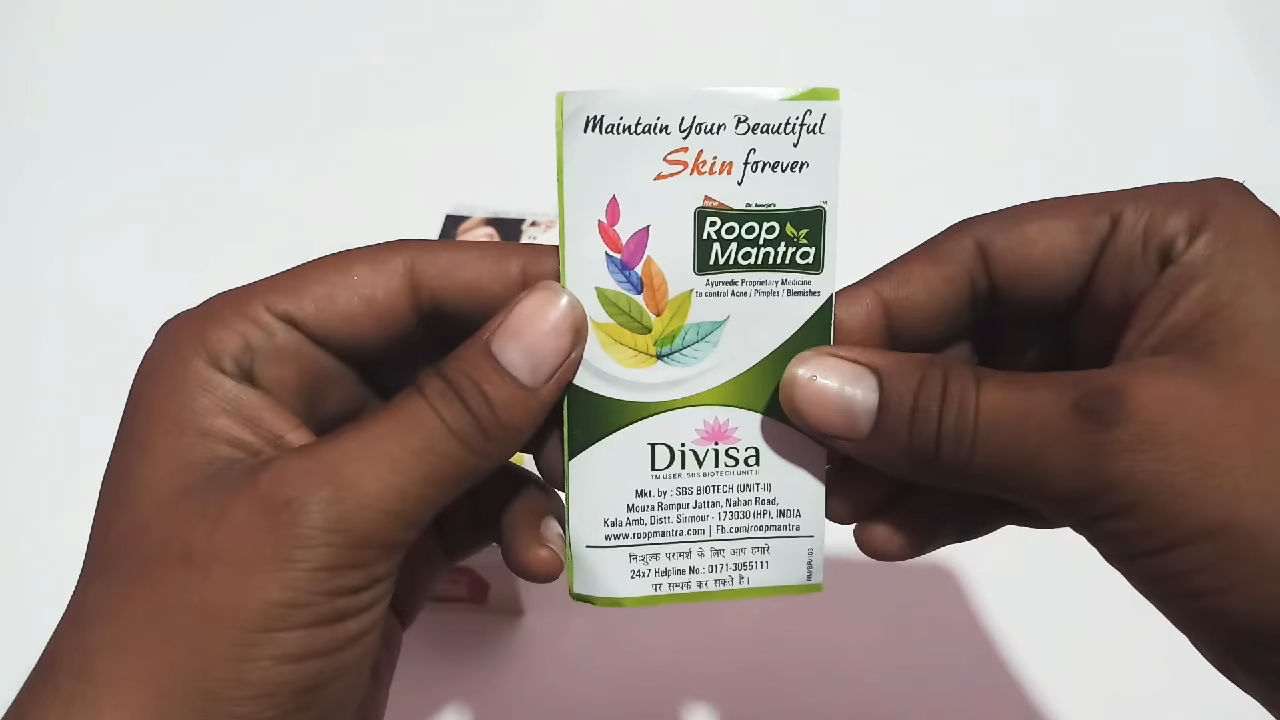 Maintain Your Beautiful
Skin forever
New
Roop
Mantra
TM
Ayurvedic Proprietary Medicine
to control Acne / Pimples / Blemishes
Divisa
TM USER: SBS BIOTECH UNIT II
Mkt. by : SBS BIOTECH (UNIT-II)
Mouza Rampur Jattan, Nahan Road,
Kala Amb, Distt. Sirmour - 173030 (HP), INDIA
www.roopmantra.com | Fb.com/roopmantra
निःशुल्क परामर्श के लिए आप हमारे
24x7 Helpline No.: 0171-3055111
पर सम्पर्क कर सकते हैं।